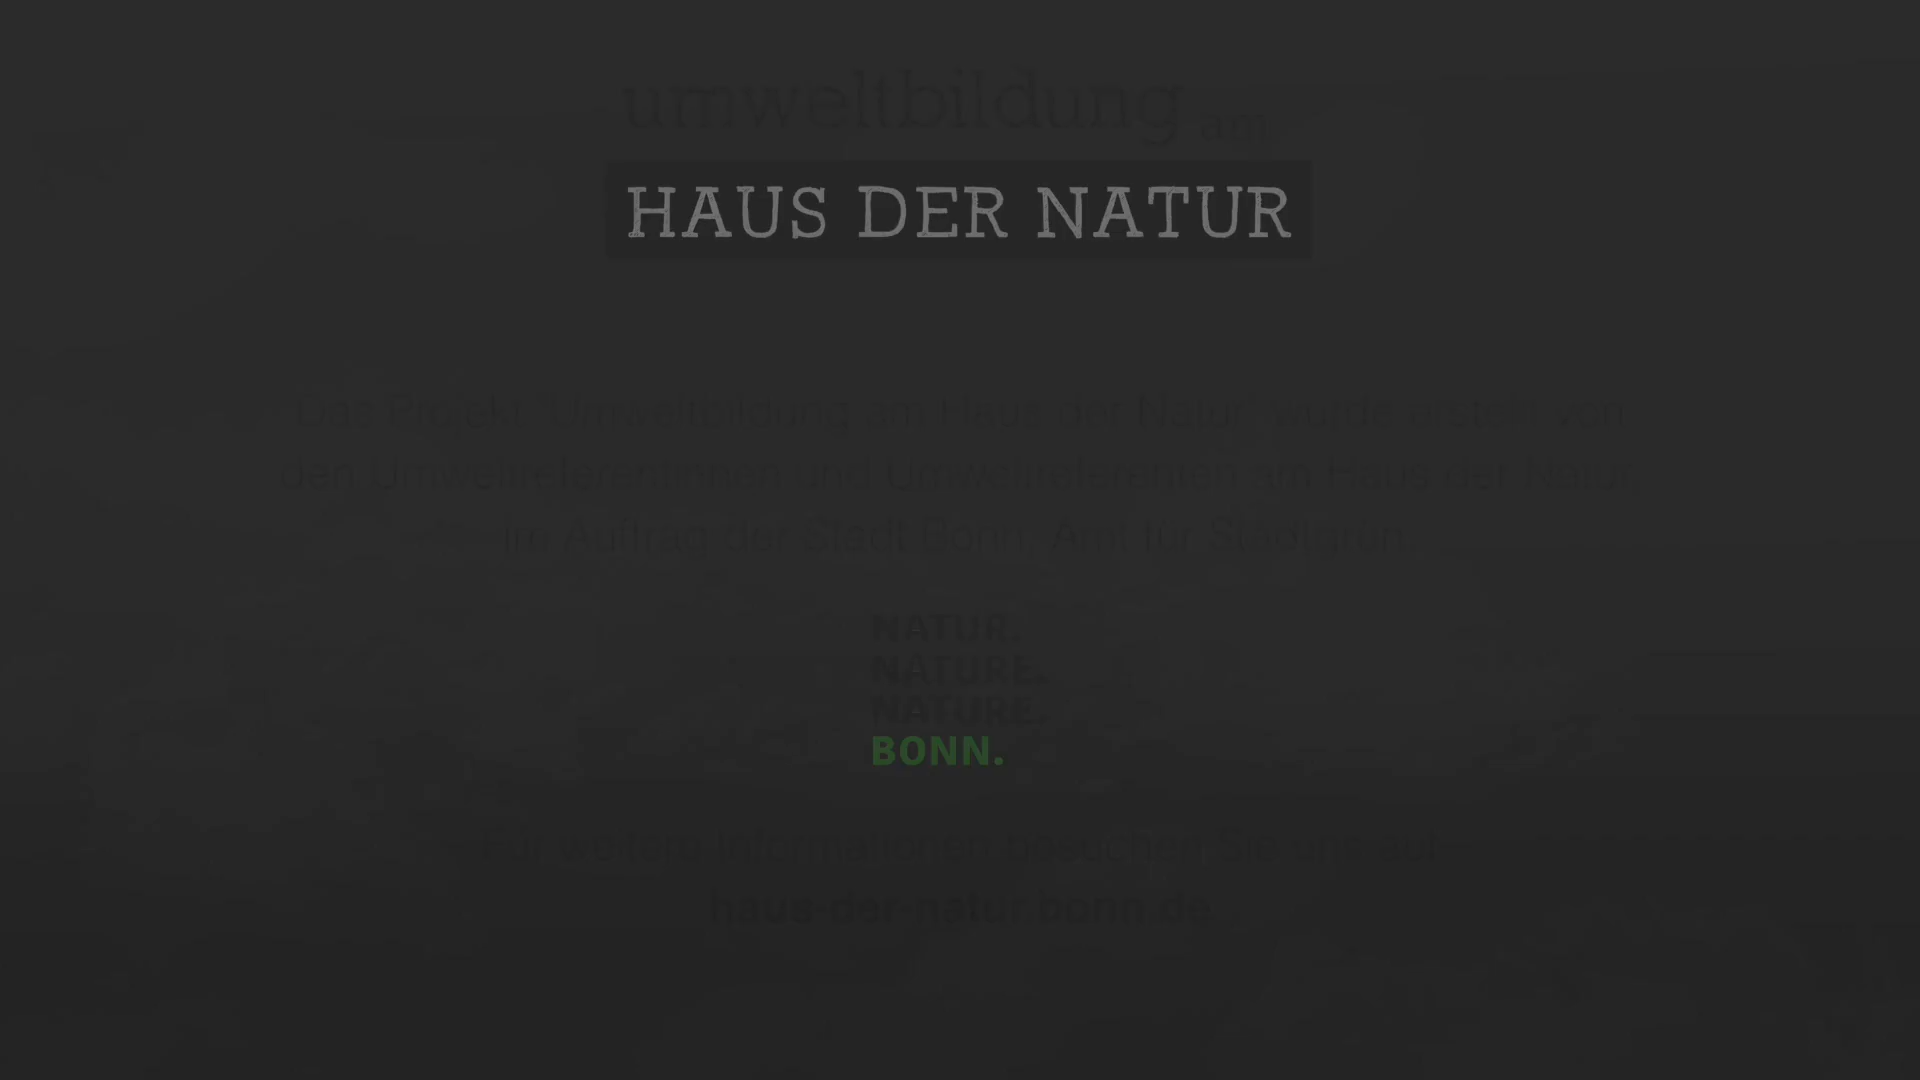 umweltbildung am
HAUS DER NATUR
Das Projekt "Umweltbildung am Haus der Natur" wurde erstellt von
den Umweltreferentinnen und Umweltreferenten am Haus der Natur,
im Auftrag der Stadt Bonn, Amt für Stadtgrün.
NATUR.
NATURE.
NATURE.
BONN.
Für weitere Informationen besuchen Sie uns auf
haus-der-natur.bonn.de